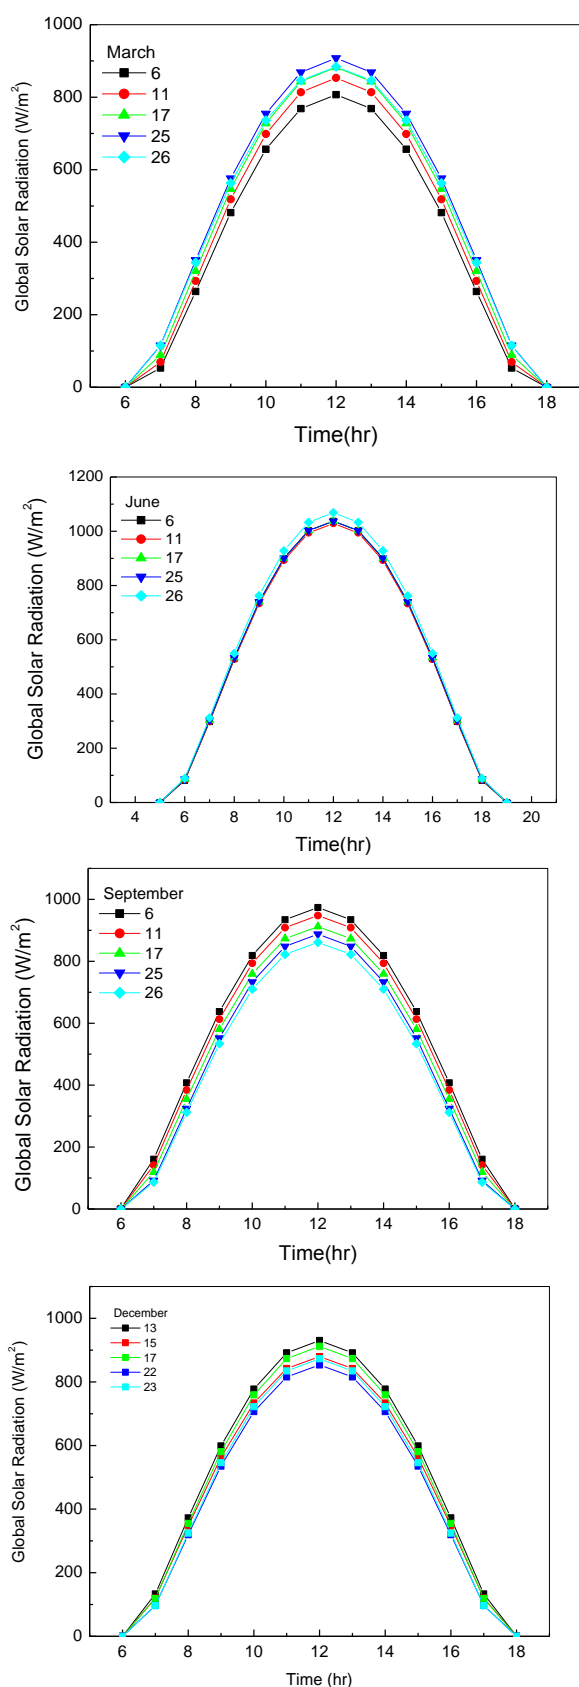 1000
March
6
11
17
25
26
800
600
400
200
0
Global Solar Radiation (W/m²)
6 8 10 12 14 16 18
Time(hr)
1200
June
6
11
17
25
26
1000
800
600
400
200
0
Global Solar Radiation (W/m²)
4 6 8 10 12 14 16 18 20
Time(hr)
September
6
11
17
25
26
1000
800
600
400
200
0
Global Solar Radiation (W/m²)
6 8 10 12 14 16 18
Time(hr)
December
13
15
17
22
23
1000
800
600
400
200
0
Global Solar Radiation (W/m²)
6 8 10 12 14 16 18
Time (hr)